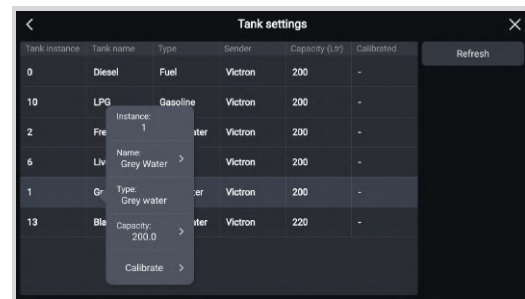 Tank settings
Tank instance Tank name Type Sender Capacity (Ltr) Calibrated
Refresh
0 Diesel Fuel Victron 200 -
10 LPG Gasoline Victron 200 -
Instance:
1
2 Fre ter Victron 200 -
Name:
Grey Water
6 Liv Victron 200 -
Type:
Grey water
1 Gr er Victron 200 -
Capacity:
200.0
13 Bla ter Victron 220 -
Calibrate